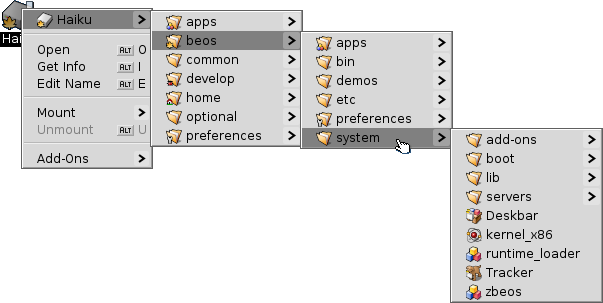 Hai
Haiku
Open ALT O
Get Info ALT I
Edit Name ALT E
Mount
Unmount ALT U
Add-Ons
apps
beos
common
develop
home
optional
preferences
apps
bin
demos
etc
preferences
system
add-ons
boot
lib
servers
Deskbar
kernel_x86
runtime_loader
Tracker
zbeos